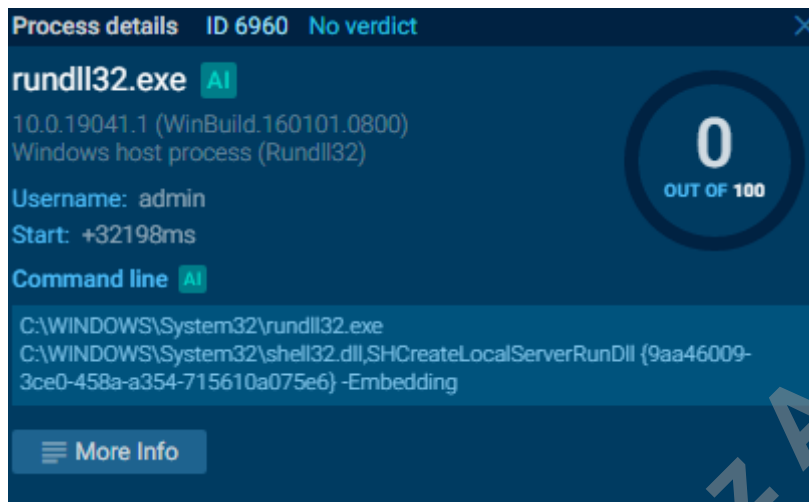 Process details ID 6960 No verdict
rundll32.exe AI
10.0.19041.1 (WinBuild.160101.0800)
Windows host process (Rundll32)
0
OUT OF 100
Username: admin
Start: +32198ms
Command line AI
C:\WINDOWS\System32\rundll32.exe
C:\WINDOWS\System32\shell32.dll,SHCreateLocalServerRunDll {9aa46009-
3ce0-458a-a354-715610a075e6} -Embedding
More Info